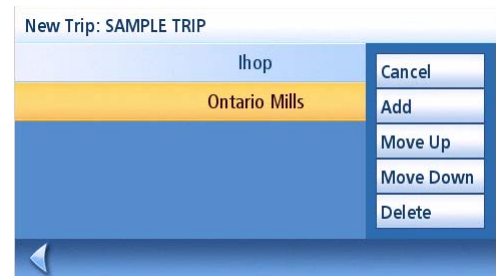 New Trip: SAMPLE TRIP
Ihop
Ontario Mills
Cancel
Add
Move Up
Move Down
Delete